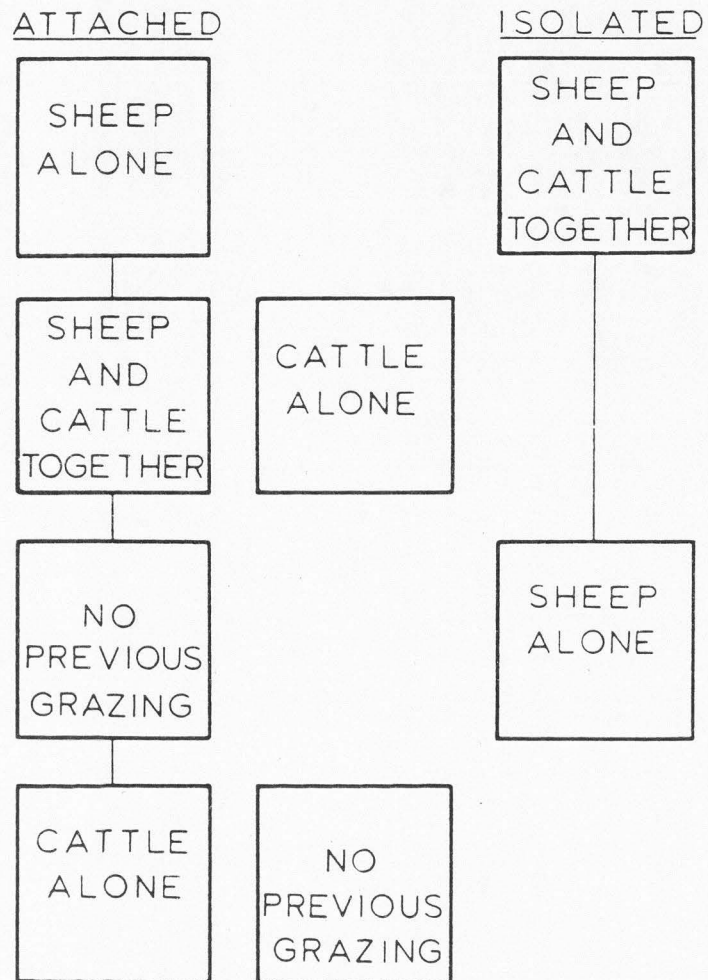 ATTACHED
SHEEP
ALONE
SHEEP
AND
CATTLE
TOGETHER
NO
PREVIOUS
GRAZING
CATTLE
ALONE
CATTLE
ALONE
NO
PREVIOUS
GRAZING
ISOLATED
SHEEP
AND
CATTLE
TOGETHER
SHEEP
ALONE